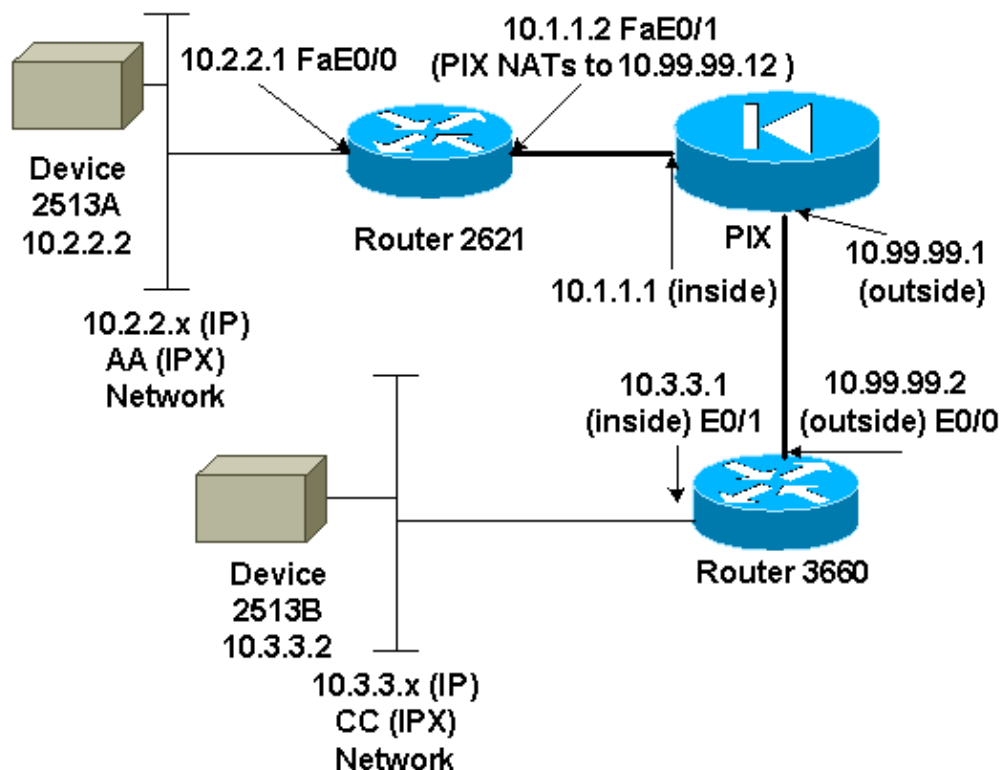 10.2.2.1 FaE0/0
10.1.1.2 FaE0/1
(PIX NATs to 10.99.99.12 )
Device
2513A
10.2.2.2
Router 2621
PIX
10.1.1.1 (inside)
10.99.99.1
(outside)
10.2.2.x (IP)
AA (IPX)
Network
10.3.3.1
(inside) E0/1
10.99.99.2
(outside) E0/0
Device
2513B
10.3.3.2
Router 3660
10.3.3.x (IP)
CC (IPX)
Network